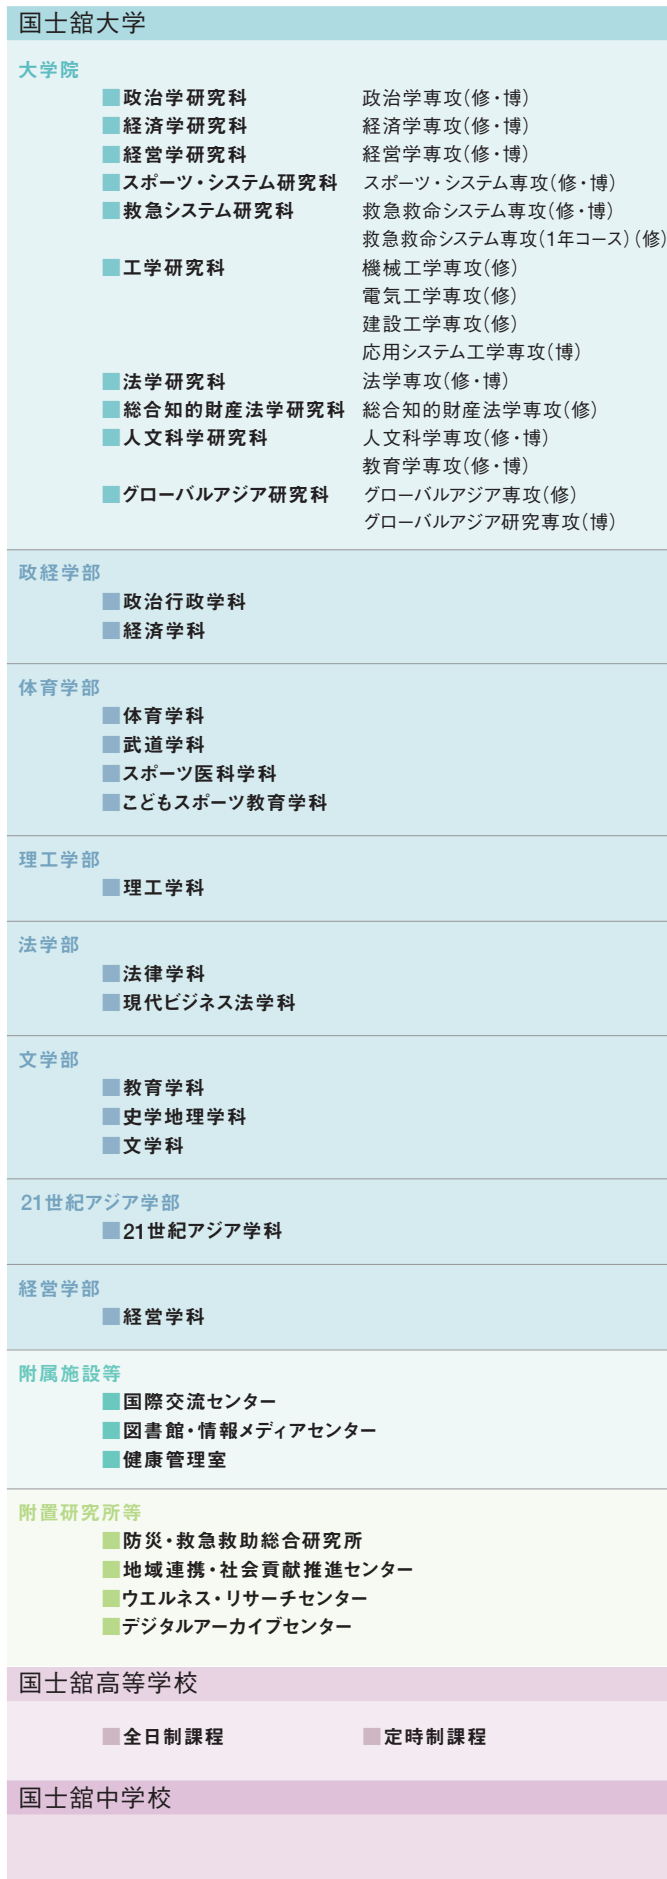 国士舘大学
大学院
■政治学研究科 政治学専攻(修・博)
■経済学研究科 経済学専攻(修・博)
■経営学研究科 経営学専攻(修・博)
■スポーツ・システム研究科 スポーツ・システム専攻(修・博)
■救急システム研究科 救急救命システム専攻(修・博)
救急救命システム専攻(1年コース)(修)
■工学研究科 機械工学専攻(修)
電気工学専攻(修)
建設工学専攻(修)
応用システム工学専攻(博)
■法学研究科 法学専攻(修・博)
■総合知的財産法学研究科 総合知的財産法学専攻(修)
■人文科学研究科 人文科学専攻(修・博)
教育学専攻(修・博)
■グローバルアジア研究科 グローバルアジア専攻(修)
グローバルアジア研究専攻(博)
政経学部
■政治行政学科
■経済学科
体育学部
■体育学科
■武道学科
■スポーツ医科学科
■こどもスポーツ教育学科
理工学部
■理工学科
法学部
■法律学科
■現代ビジネス法学科
文学部
■教育学科
■史学地理学科
■文学科
21世紀アジア学部
■21世紀アジア学科
経営学部
■経営学科
附属施設等
■国際交流センター
■図書館・情報メディアセンター
■健康管理室
附置研究所等
■防災・救急救助総合研究所
■地域連携・社会貢献推進センター
■ウエルネス・リサーチセンター
■デジタルアーカイブセンター
国士舘高等学校
■全日制課程 ■定時制課程
国士舘中学校